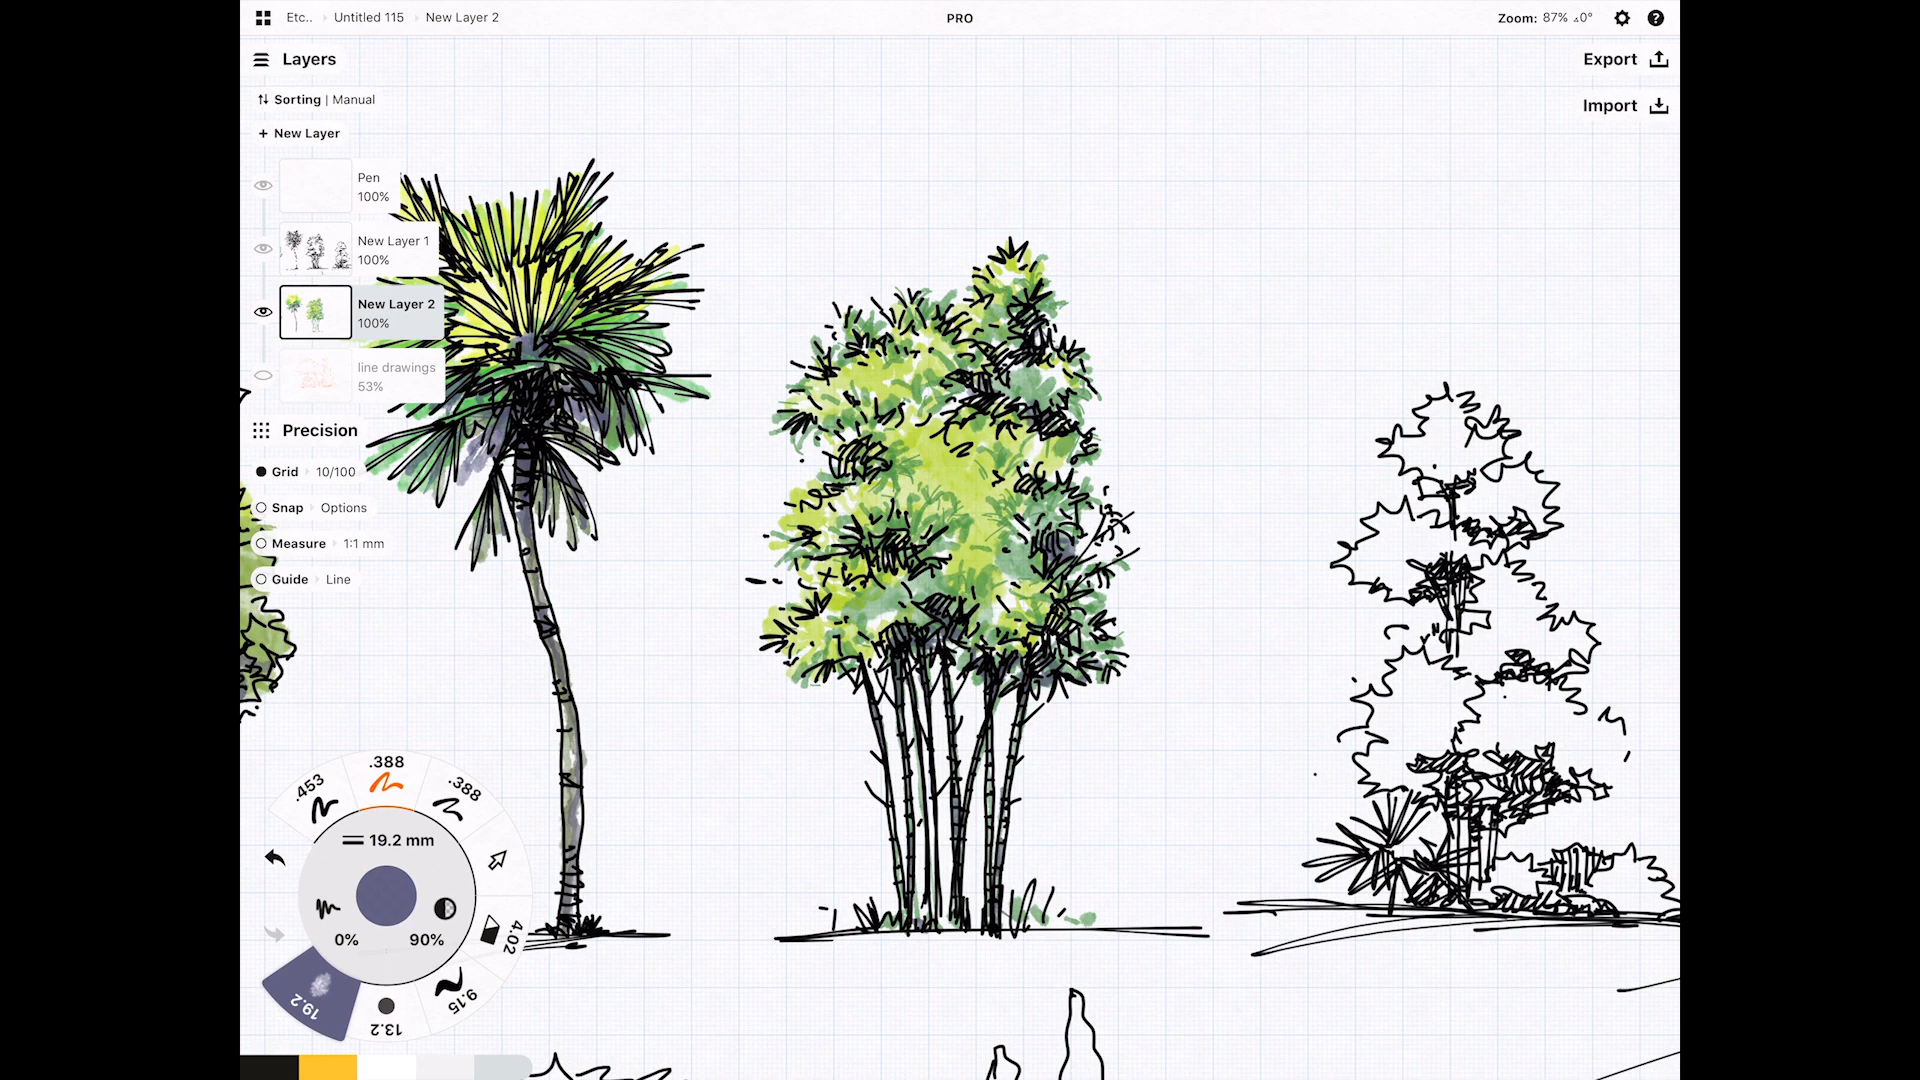 Etc.. Untitled 115 New Layer 2
PRO
Zoom: 87% ⊿0°
Layers
Export
Sorting | Manual
Import
+ New Layer
Pen
100%
New Layer 1
100%
New Layer 2
100%
line drawings
53%
Precision
Grid 10/100
Snap Options
Measure 1:1 mm
Guide Line
.453
.388
.388
19.2 mm
0%
90%
4.02
9.15
13.2
19.2